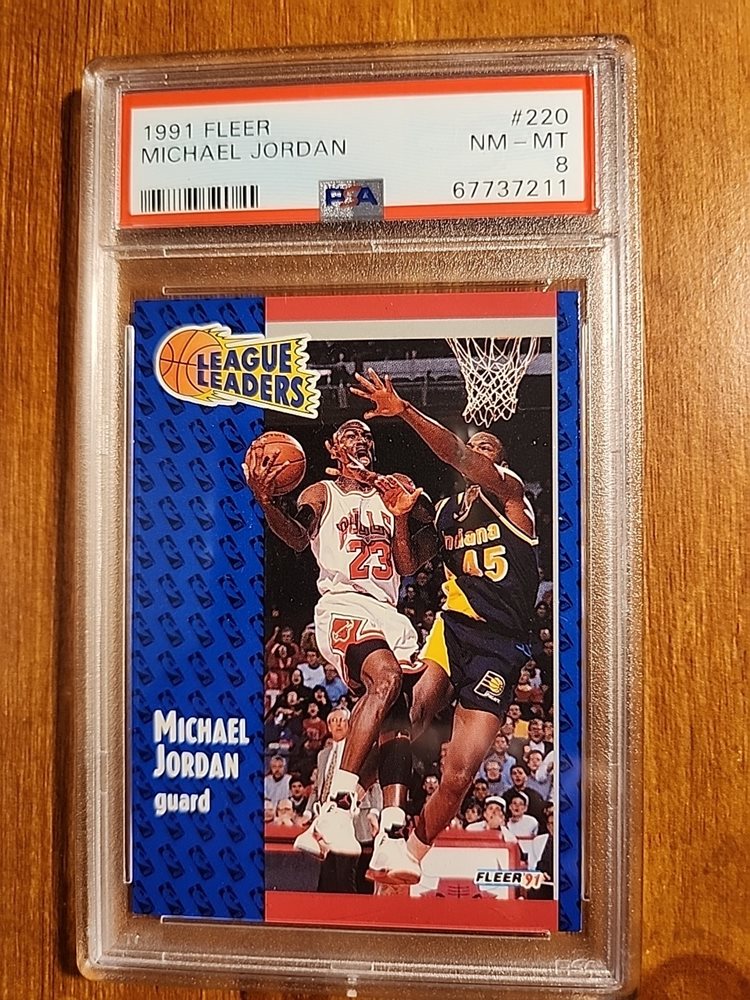 1991 FLEER #220
MICHAEL JORDAN NM - MT
8
67737211
PSA
LEAGUE
LEADERS
BULLS
23
Indiana
45
MICHAEL
JORDAN
guard
FLEER '91
PSA